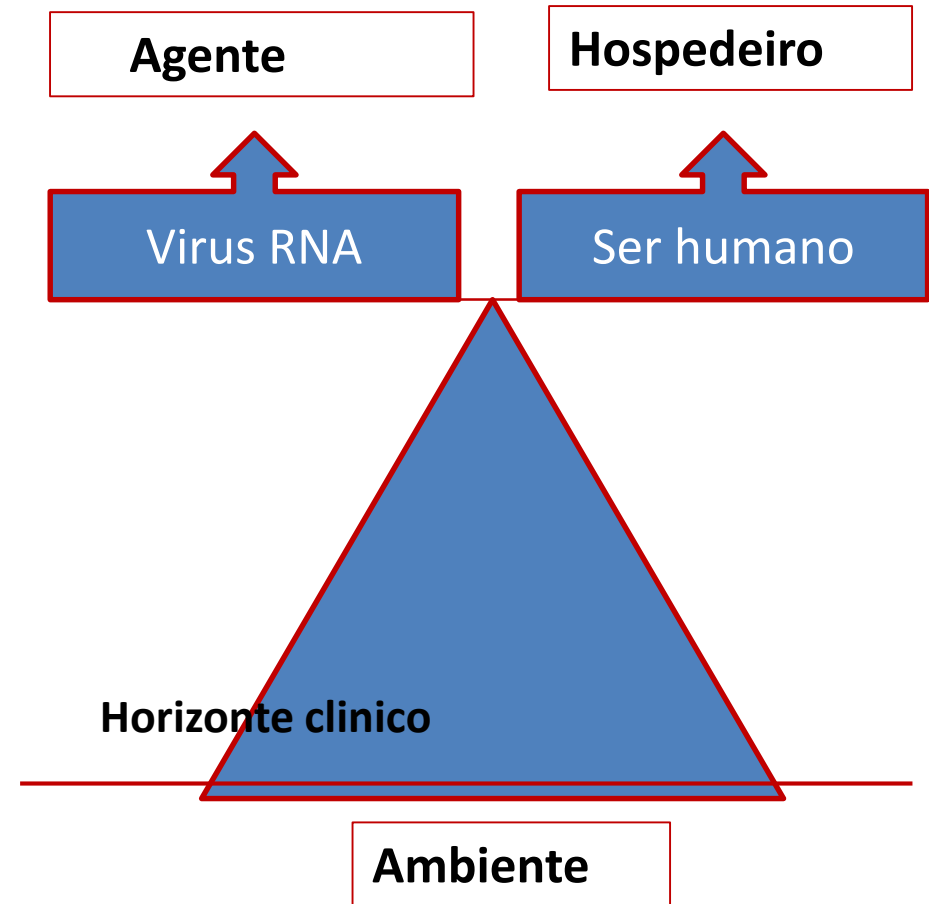 Agente
Hospedeiro
Virus RNA
Ser humano
Horizonte clinico
Ambiente